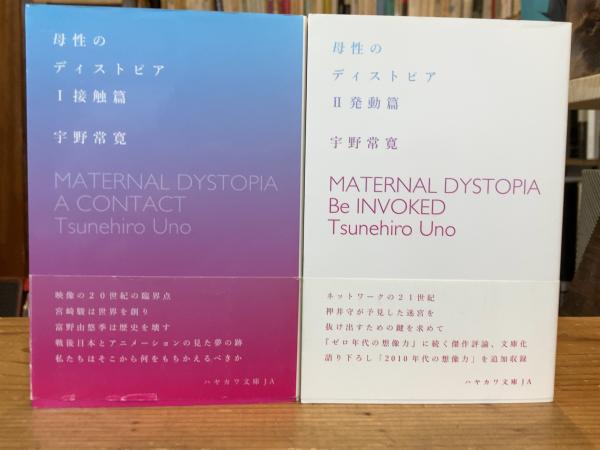 母性の
ディストピア
Ⅰ接触篇
宇野常寛
MATERNAL DYSTOPIA
A CONTACT
Tsunehiro Uno
映像の20世紀の臨界点
宮崎駿は世界を創り
富野由悠季は歴史を壊す
戦後日本とアニメーションの見た夢の跡
私たちはそこから何をもちかえるべきか
ハヤカワ文庫JA
母性の
ディストピア
Ⅱ発動篇
宇野常寛
MATERNAL DYSTOPIA
Be INVOKED
Tsunehiro Uno
ネットワークの21世紀
押井守が予見した迷宮を
抜け出すための鍵を求めて
『ゼロ年代の想像力』に続く傑作評論、文庫化
語り下ろし「2010年代の想像力」を追加収録
ハヤカワ文庫JA